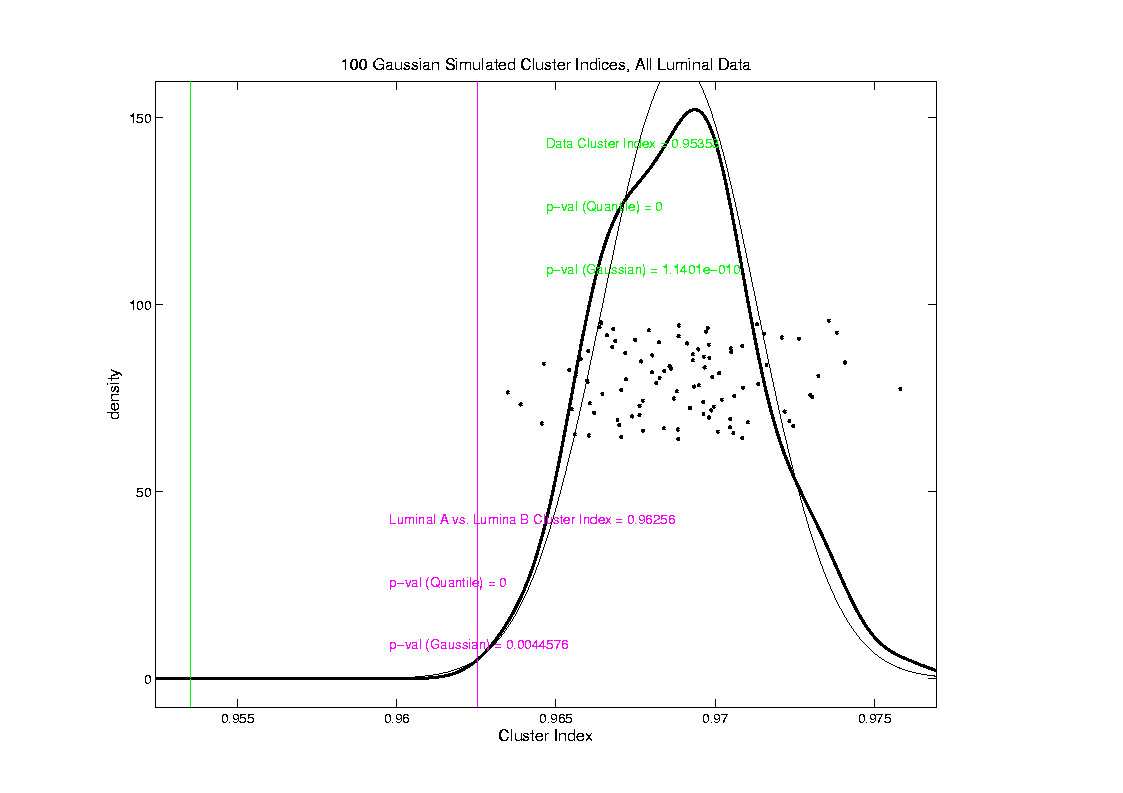 100 Gaussian Simulated Cluster Indices, All Luminal Data
150
Data Cluster Index = 0.95355
p-val (Quantile) = 0
p-val (Gaussian) = 1.1401e-010
100
density
50
Luminal A vs. Lumina B Cluster Index = 0.96256
p-val (Quantile) = 0
p-val (Gaussian) = 0.0044576
0
0.955 0.96 0.965 0.97 0.975
Cluster Index